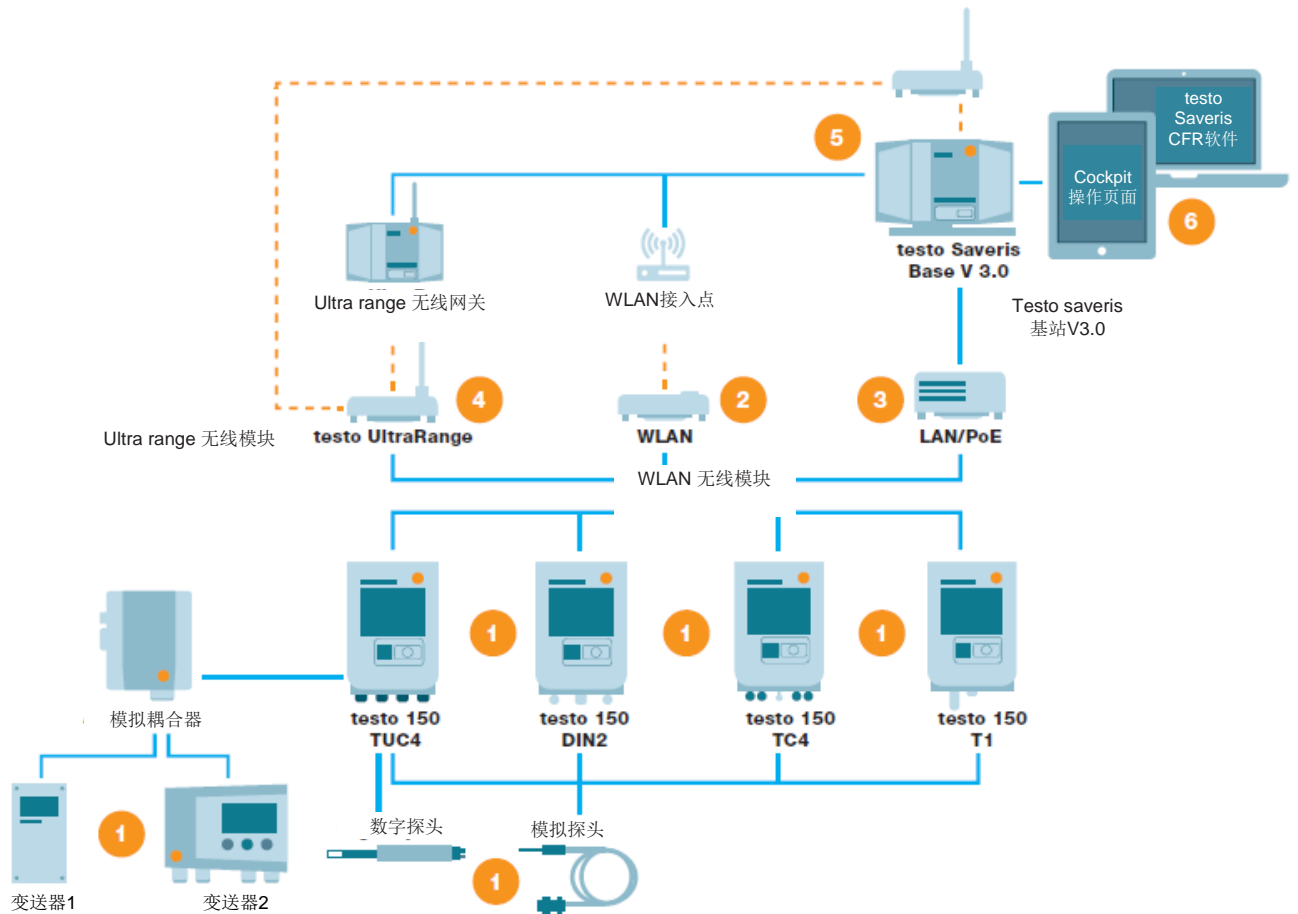 testo
Saveris
CFR软件
5
testo
Cockpit
操作页面
6
testo Saveris
Base V 3.0
Ultra range 无线网关
WLAN接入点
Testo saveris
基站V3.0
4
2
3
Ultra range 无线模块
testo UltraRange
WLAN
LAN/PoE
WLAN 无线模块
1
1
1
模拟耦合器
testo 150
TUC4
testo 150
DIN2
testo 150
TC4
testo 150
T1
1
数字探头
模拟探头
1
变送器1
变送器2